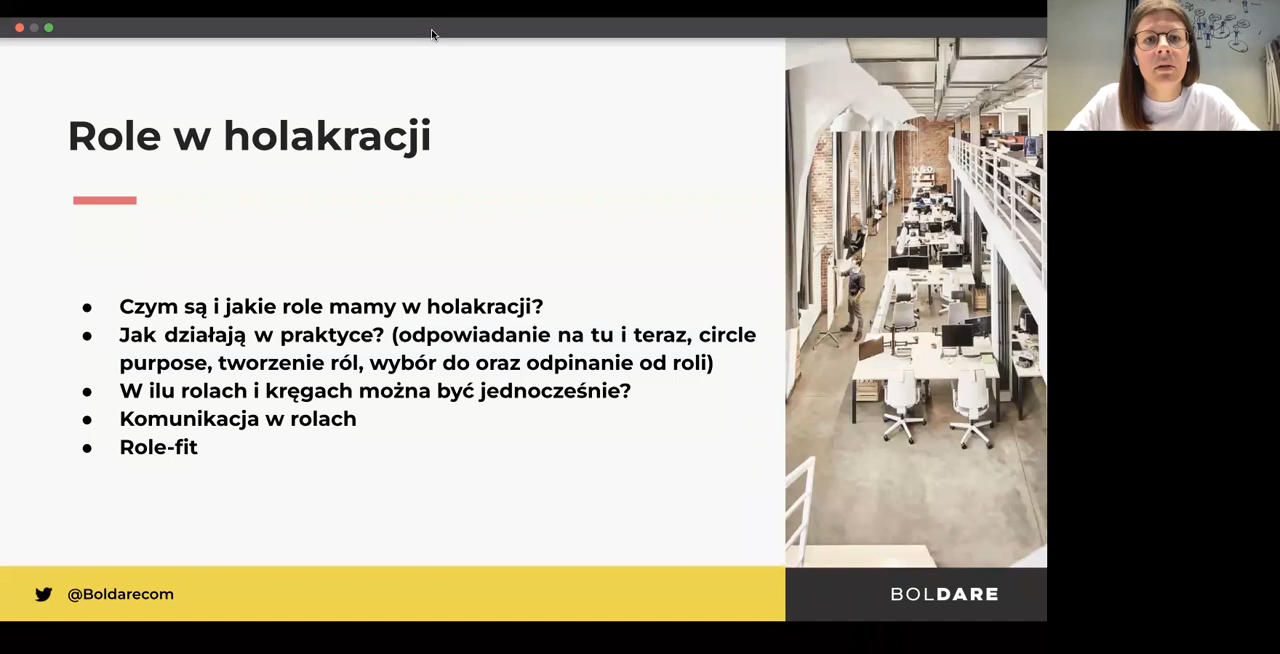 Role w holakracji
● Czym są i jakie role mamy w holakracji?
● Jak działają w praktyce? (odpowiadanie na tu i teraz, circle
purpose, tworzenie ról, wybór do oraz odpinanie od roli)
● W ilu rolach i kręgach można być jednocześnie?
● Komunikacja w rolach
● Role-fit
@Boldarecom
BOLDARE